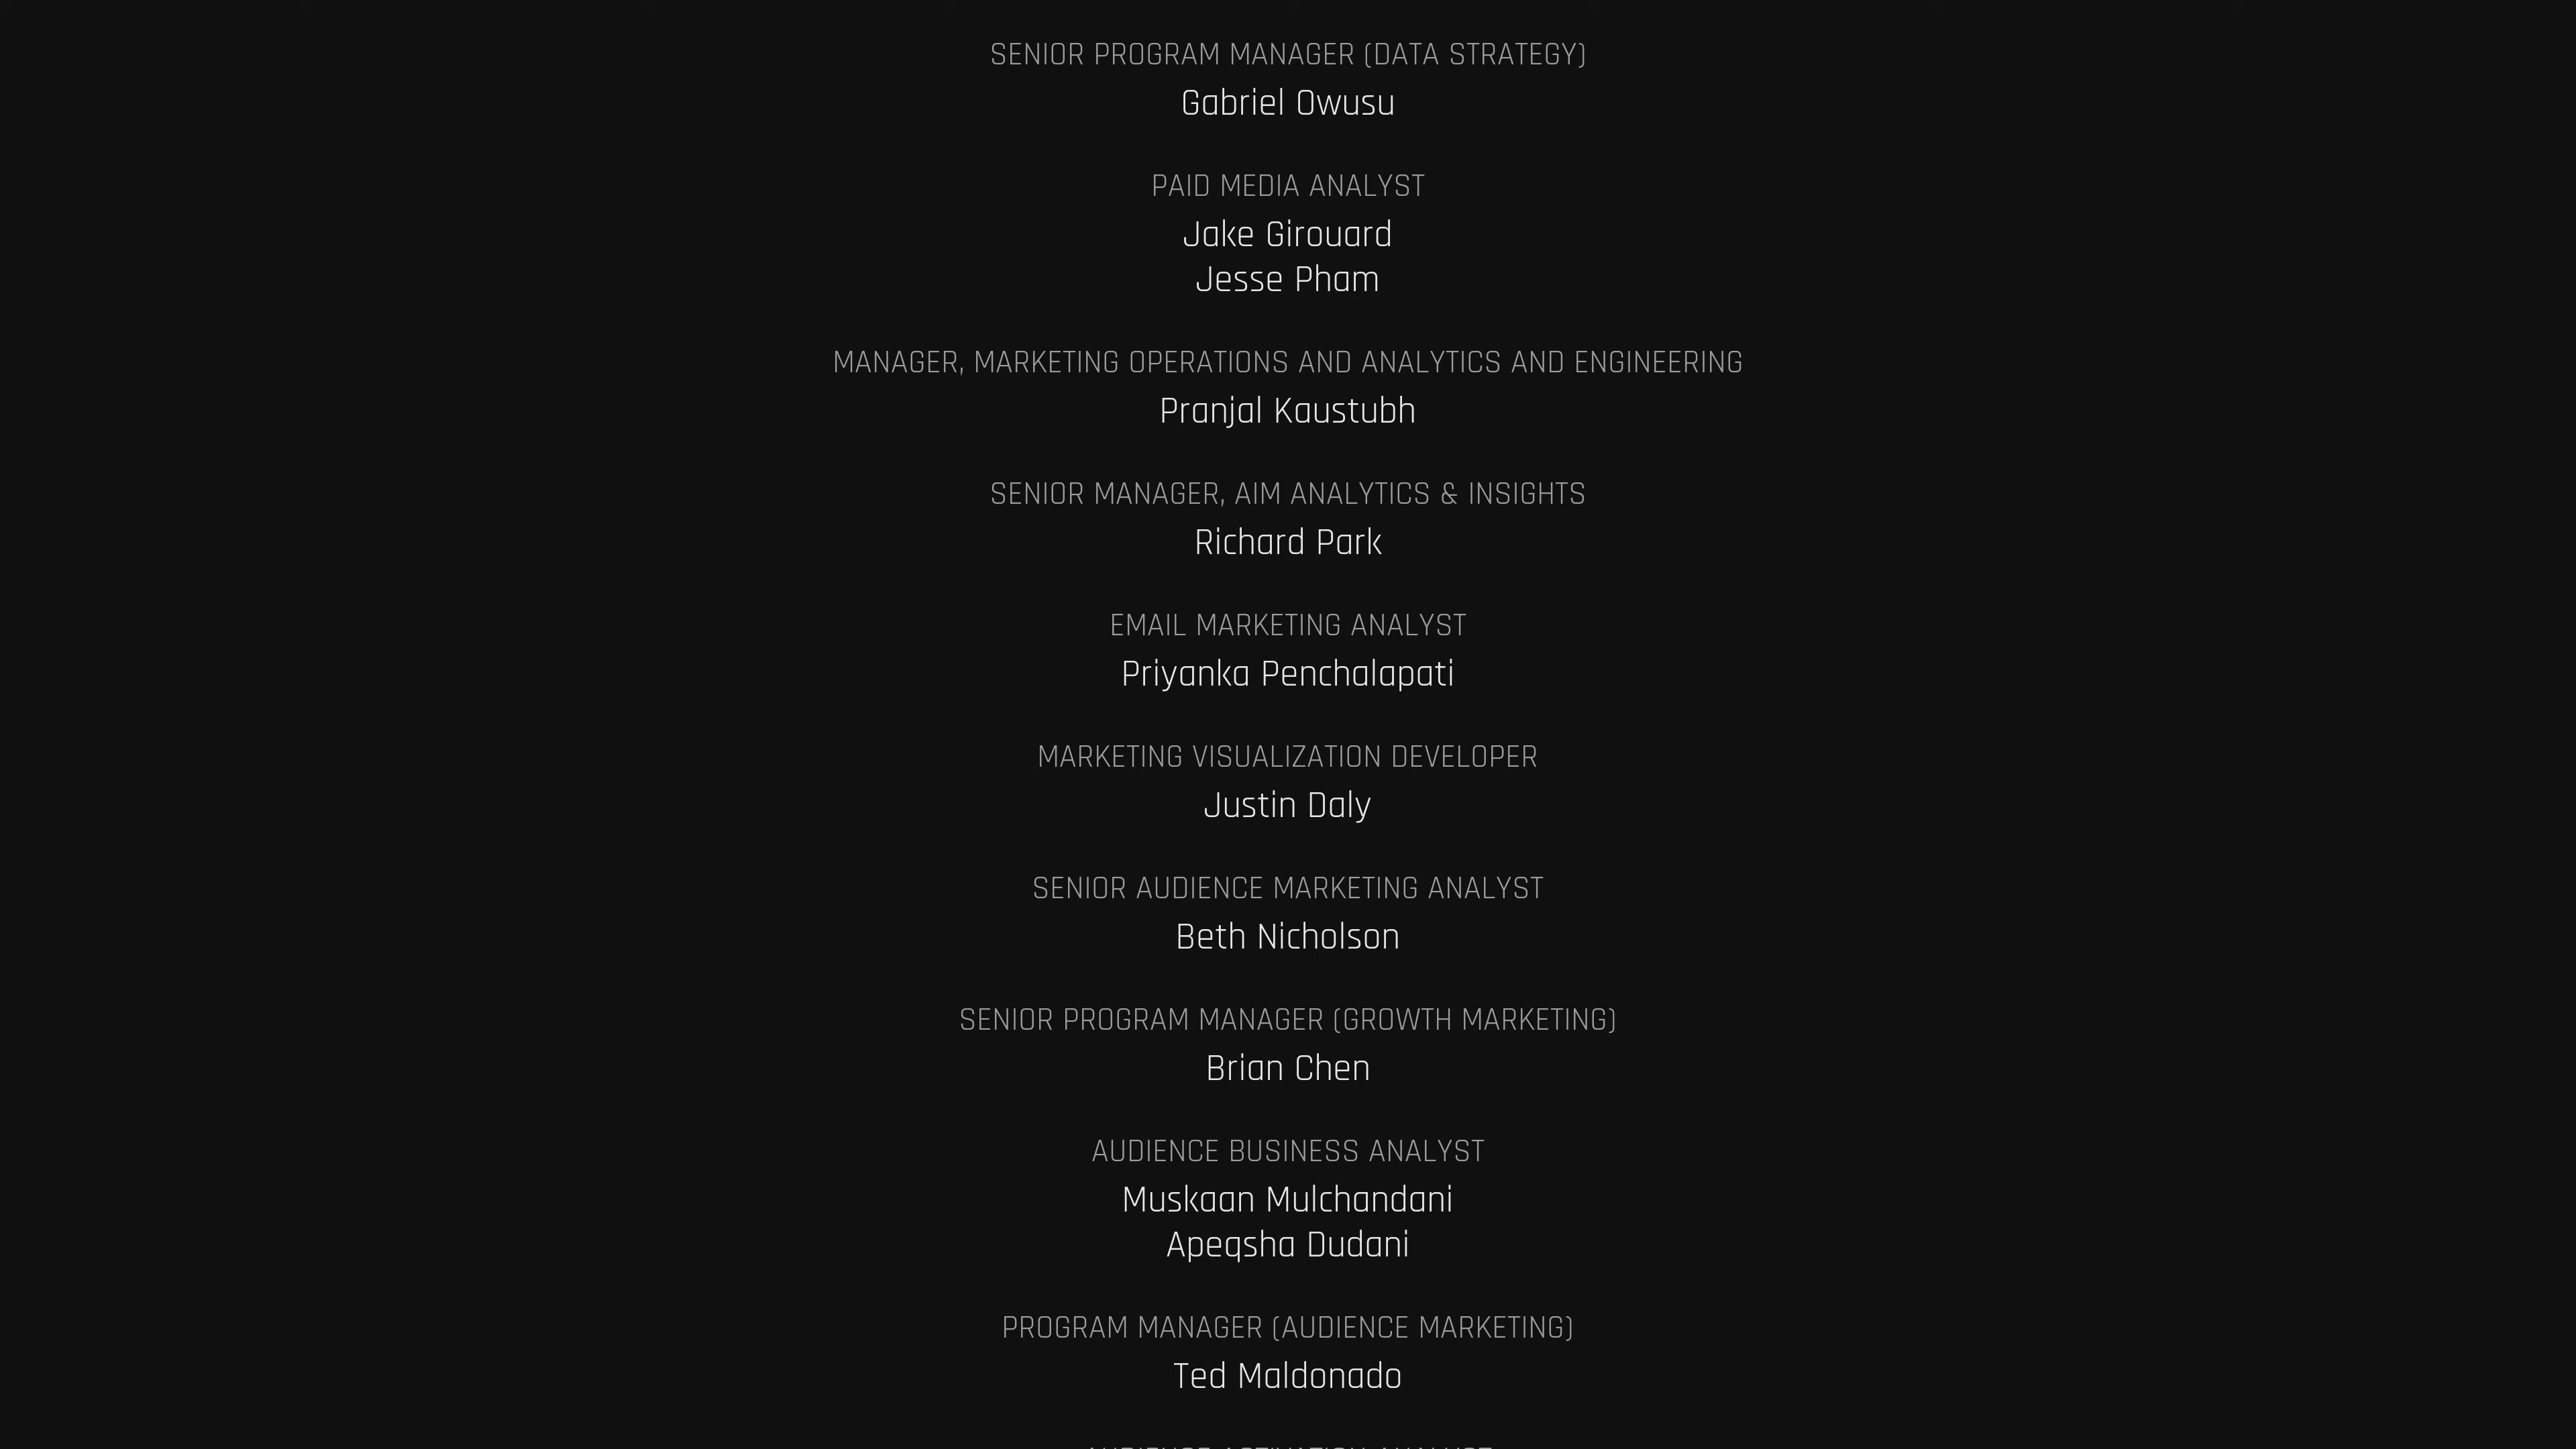 SENIOR PROGRAM MANAGER (DATA STRATEGY)
Gabriel Owusu
PAID MEDIA ANALYST
Jake Girouard
Jesse Pham
MANAGER, MARKETING OPERATIONS AND ANALYTICS AND ENGINEERING
Pranjal Kaustubh
SENIOR MANAGER, AIM ANALYTICS & INSIGHTS
Richard Park
EMAIL MARKETING ANALYST
Priyanka Penchalapati
MARKETING VISUALIZATION DEVELOPER
Justin Daly
SENIOR AUDIENCE MARKETING ANALYST
Beth Nicholson
SENIOR PROGRAM MANAGER (GROWTH MARKETING)
Brian Chen
AUDIENCE BUSINESS ANALYST
Muskaan Mulchandani
Apeqsha Dudani
PROGRAM MANAGER (AUDIENCE MARKETING)
Ted Maldonado